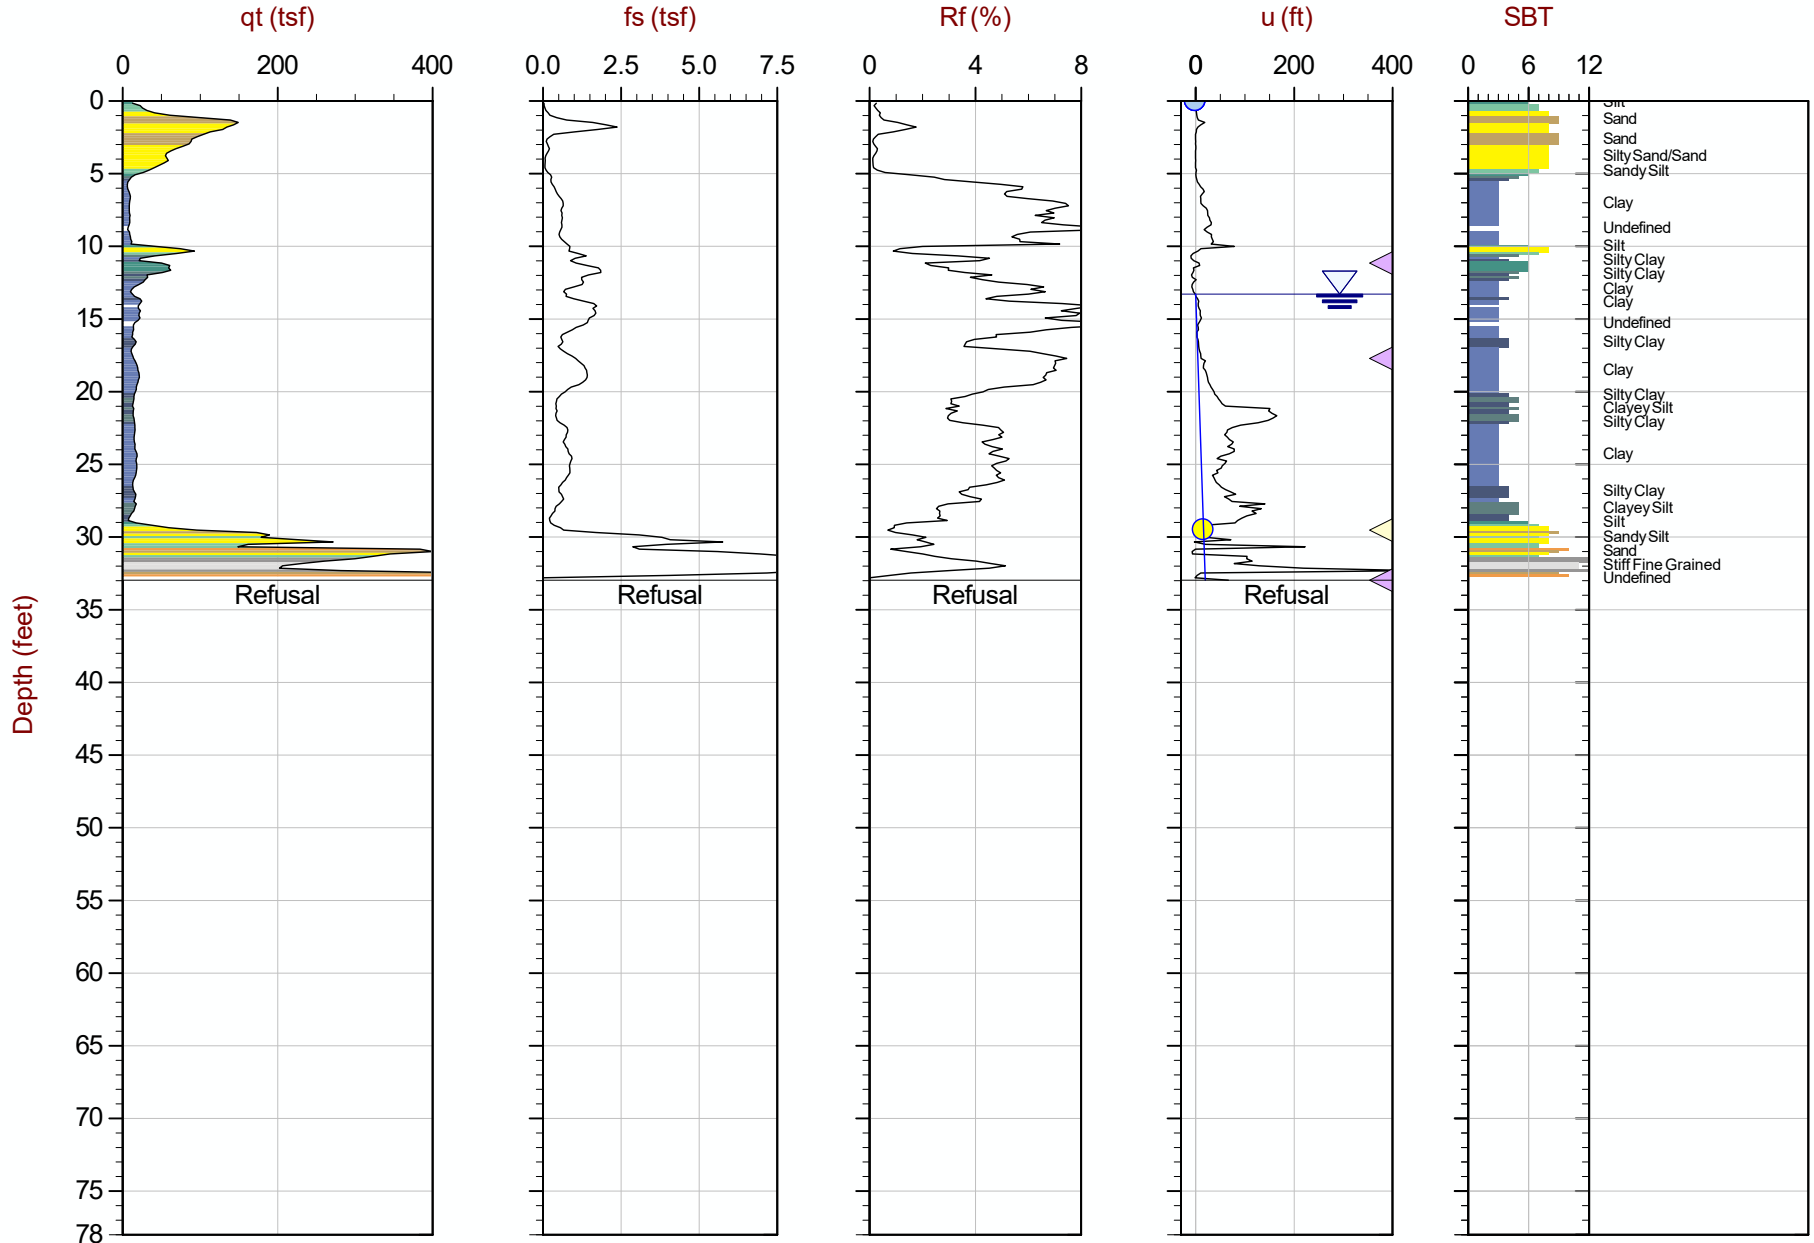 qt (tsf)
fs (tsf)
Rf (%)
u (ft)
SBT
0 200 400
0.0 2.5 5.0 7.5
0 4 8
0 200 400
0 6 12
0
5
10
15
20
25
30
35
40
45
50
55
60
65
70
75
78
Depth (feet)
Refusal
Refusal
Refusal
Refusal
Silt
Sand
Sand
Silty Sand/Sand
Sandy Silt
Clay
Undefined
Silt
Silty Clay
Silty Clay
Clay
Clay
Undefined
Silty Clay
Clay
Silty Clay
Clayey Silt
Silty Clay
Clay
Silty Clay
Clayey Silt
Silt
Sandy Silt
Sand
Stiff Fine Grained
Undefined